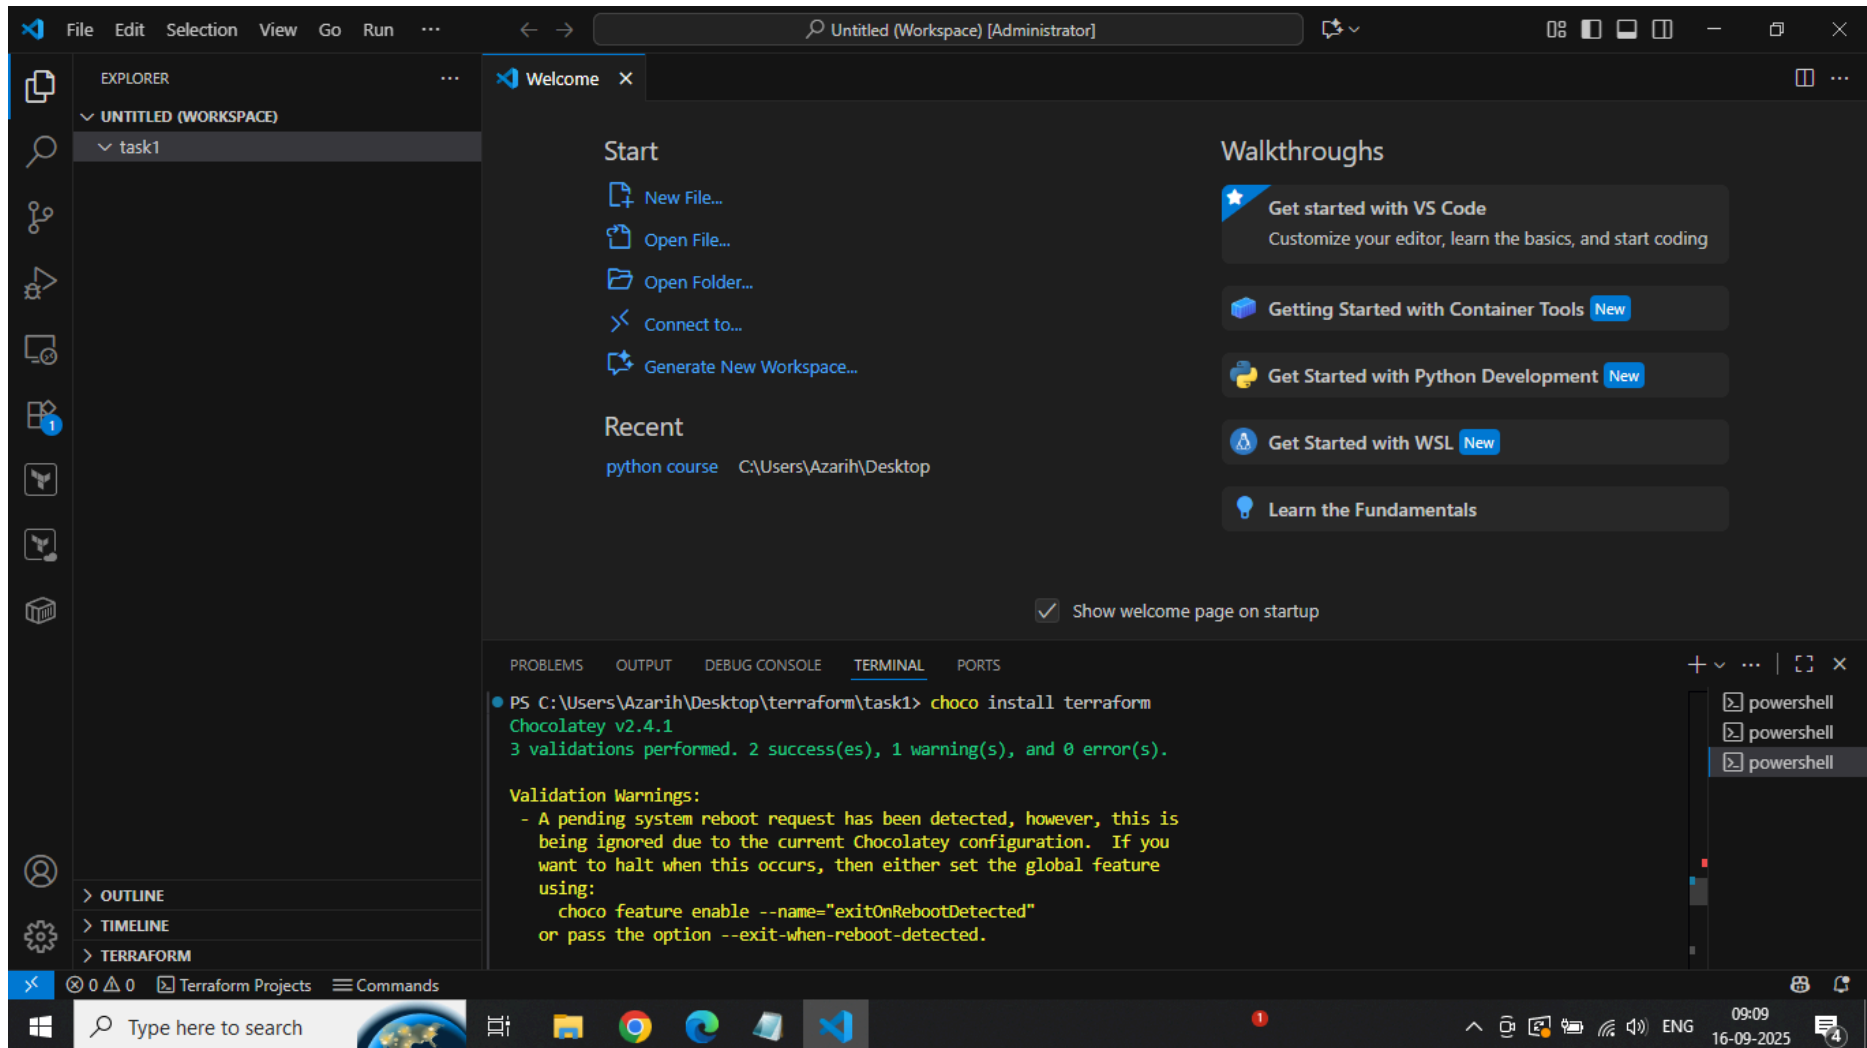 File Edit Selection View Go Run ···
Untitled (Workspace) [Administrator]
EXPLORER
UNTITLED (WORKSPACE)
task1
OUTLINE
TIMELINE
TERRAFORM
Welcome
Start
New File...
Open File...
Open Folder...
Connect to...
Generate New Workspace...
Recent
python course C:\Users\Azarih\Desktop
Walkthroughs
Get started with VS Code
Customize your editor, learn the basics, and start coding
Getting Started with Container Tools New
Get Started with Python Development New
Get Started with WSL New
Learn the Fundamentals
Show welcome page on startup
PROBLEMS OUTPUT DEBUG CONSOLE TERMINAL PORTS
PS C:\Users\Azarih\Desktop\terraform\task1> choco install terraform
Chocolatey v2.4.1
3 validations performed. 2 success(es), 1 warning(s), and 0 error(s).
Validation Warnings:
- A pending system reboot request has been detected, however, this is
being ignored due to the current Chocolatey configuration.  If you
want to halt when this occurs, then either set the global feature
using:
choco feature enable --name="exitOnRebootDetected"
or pass the option --exit-when-reboot-detected.
powershell
powershell
powershell
1
0 0 Terraform Projects Commands
Type here to search
1
ENG
09:09
16-09-2025
4